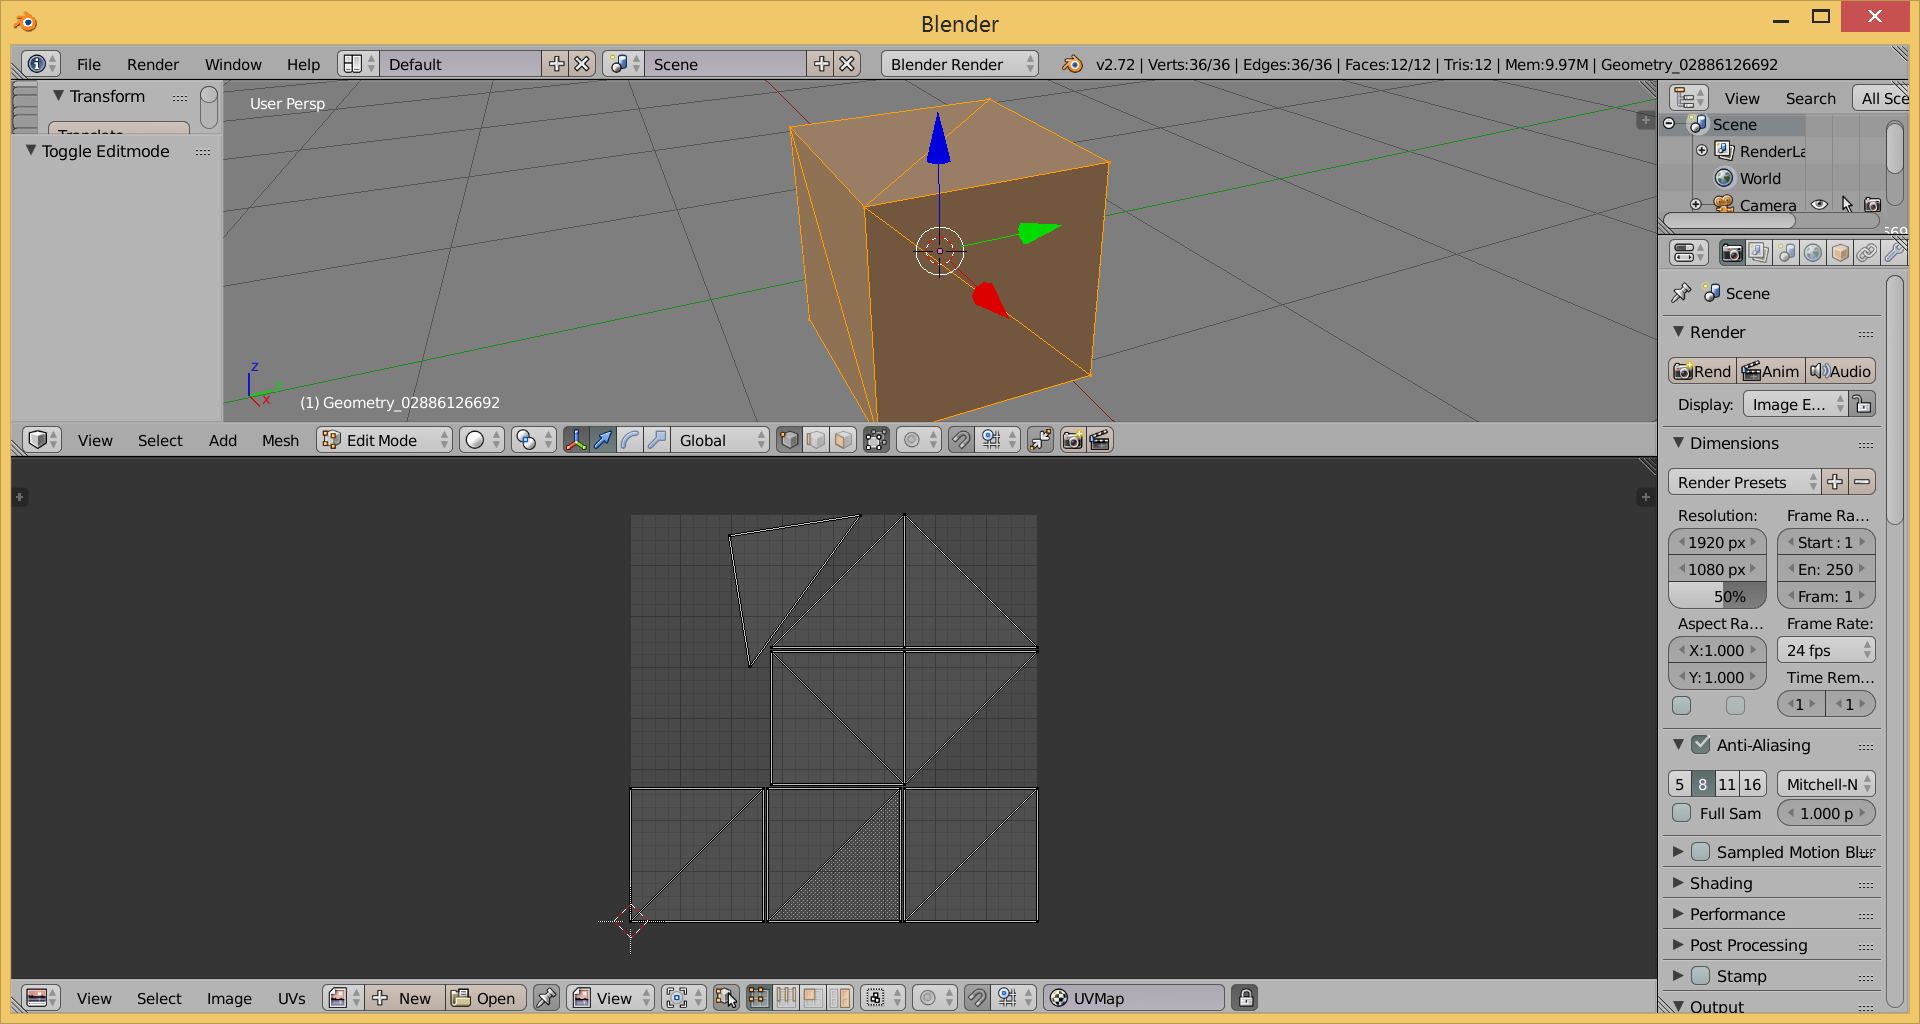 Blender
File Render Window Help Default Scene Blender Render v2.72 | Verts:36/36 | Edges:36/36 | Faces:12/12 | Tris:12 | Mem:9.97M | Geometry_02886126692
Transform
Translate
Toggle Editmode
User Persp
z
x
(1) Geometry_02886126692
View Select Add Mesh Edit Mode Global
View Search All Sce
Scene
RenderLa
World
Camera
Scene
Render
Rend Anim Audio
Display: Image E...
Dimensions
Render Presets
Resolution: Frame Ra...
1920 px Start : 1
1080 px En: 250
50% Fram: 1
Aspect Ra... Frame Rate:
X:1.000 24 fps
Y: 1.000 Time Rem...
1 1
Anti-Aliasing
5 8 11 16 Mitchell-N
Full Sam 1.000 p
Sampled Motion Blur
Shading
Performance
Post Processing
Stamp
Output
View Select Image UVs New Open View UVMap